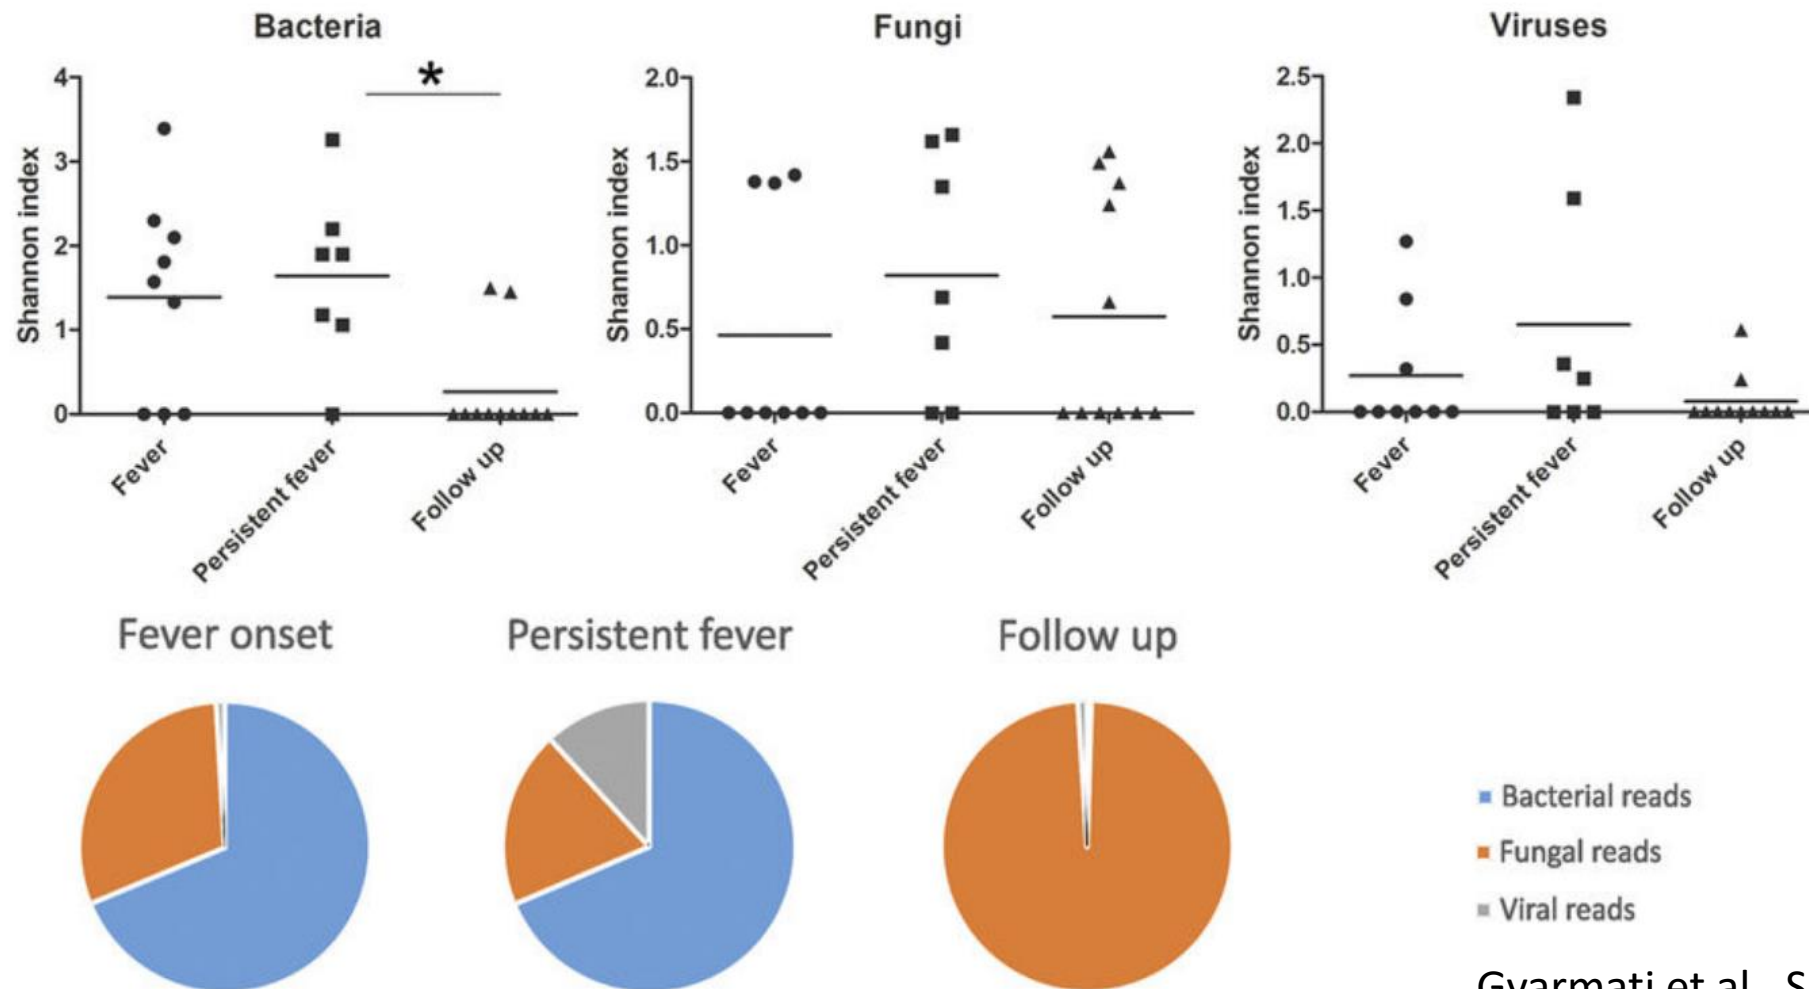 Bacteria
*
Shannon index
4
3
2
1
0
Fever
Persistent fever
Follow up
Fungi
Shannon index
2.0
1.5
1.0
0.5
0.0
Fever
Persistent fever
Follow up
Viruses
Shannon index
2.5
2.0
1.5
1.0
0.5
0.0
Fever
Persistent fever
Follow up
Fever onset
Persistent fever
Follow up
Bacterial reads
Fungal reads
Viral reads
Gyarmati et al., S